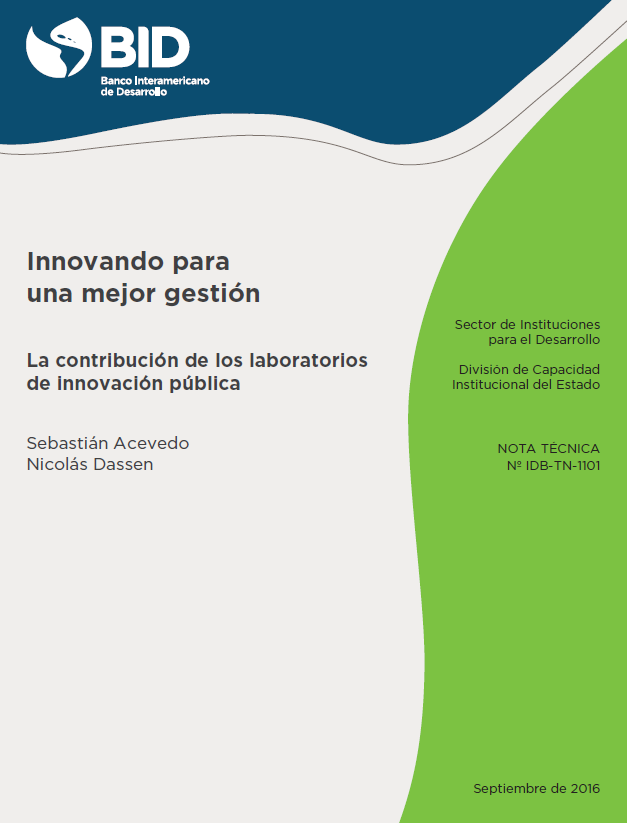 BID
Banco Interamericano
de Desarrollo
Innovando para
una mejor gestión
La contribución de los laboratorios
de innovación pública
Sebastián Acevedo
Nicolás Dassen
Sector de Instituciones
para el Desarrollo
División de Capacidad
Institucional del Estado
NOTA TÉCNICA
Nº IDB-TN-1101
Septiembre de 2016